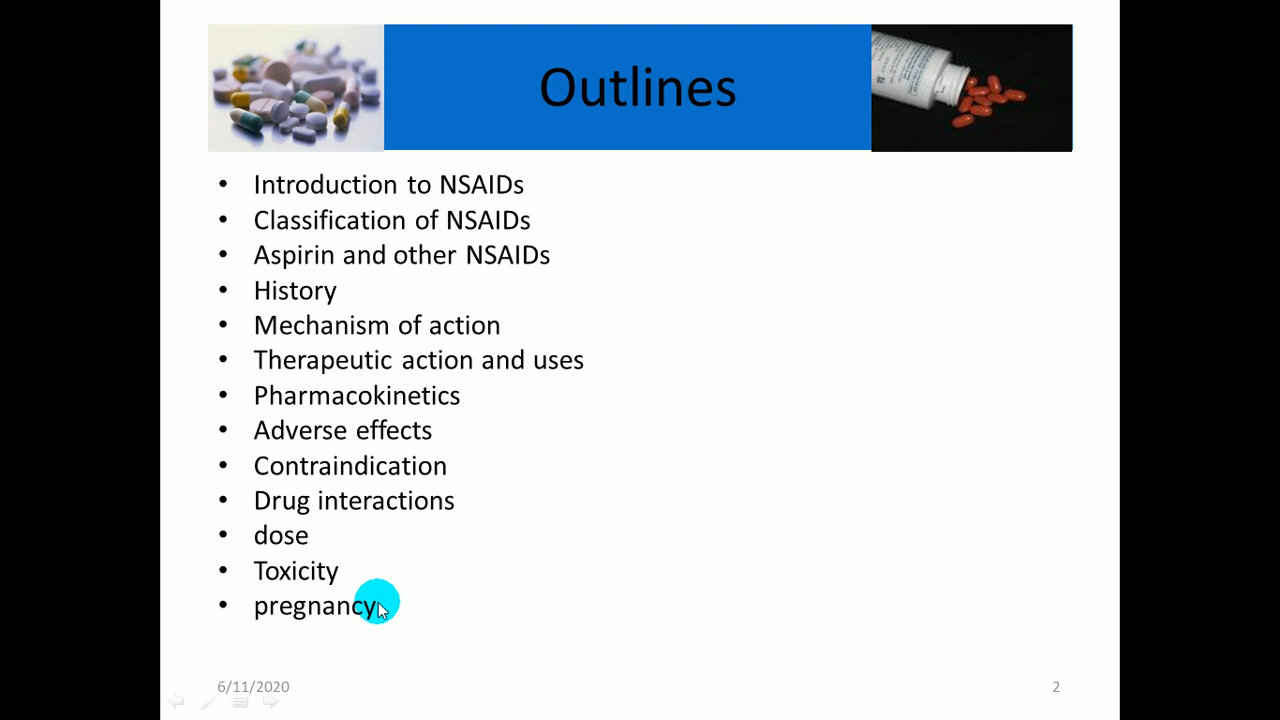 Outlines
• Introduction to NSAIDs
• Classification of NSAIDs
• Aspirin and other NSAIDs
• History
• Mechanism of action
• Therapeutic action and uses
• Pharmacokinetics
• Adverse effects
• Contraindication
• Drug interactions
• dose
• Toxicity
• pregnancy
6/11/2020
2